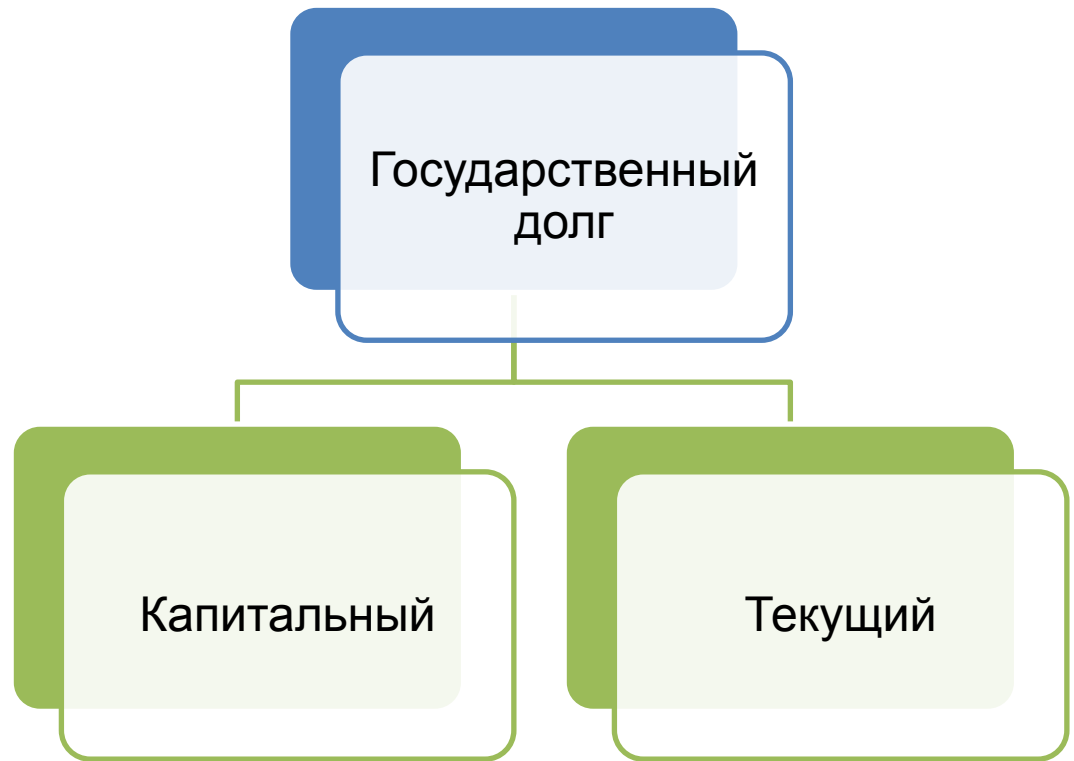 Государственный
долг
Капитальный
Текущий